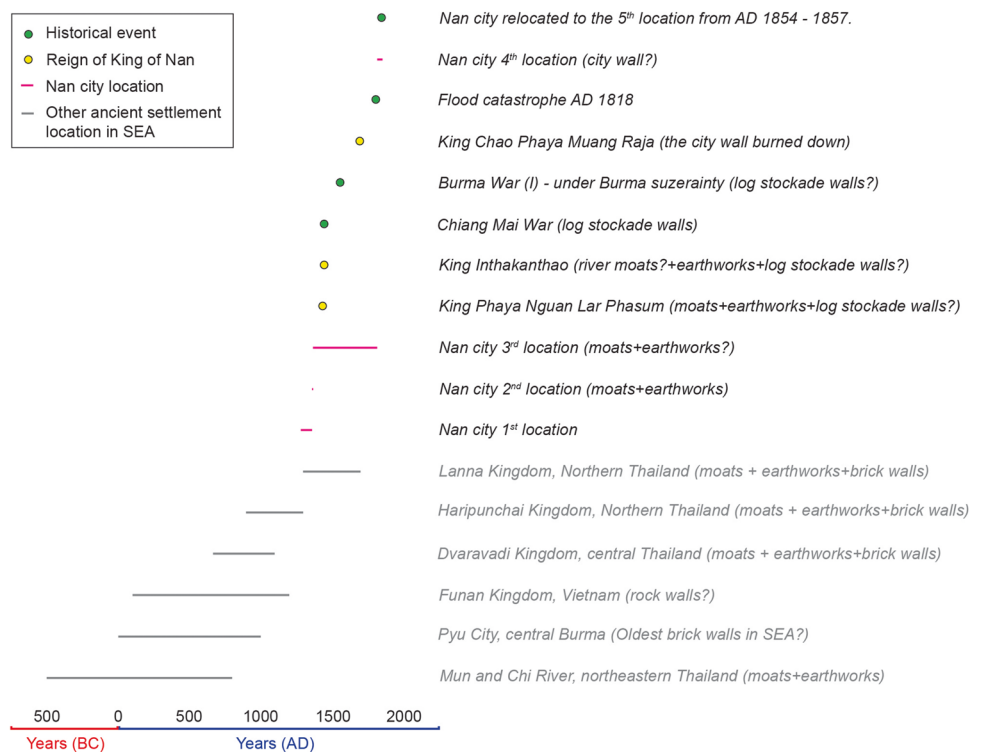 Historical event
Reign of King of Nan
Nan city location
Other ancient settlement
location in SEA
Nan city relocated to the 5th location from AD 1854 - 1857.
Nan city 4th location (city wall?)
Flood catastrophe AD 1818
King Chao Phaya Muang Raja (the city wall burned down)
Burma War (I) - under Burma suzerainty (log stockade walls?)
Chiang Mai War (log stockade walls)
King Inthakanthao (river moats?+earthworks+log stockade walls?)
King Phaya Nguan Lar Phasum (moats+earthworks+log stockade walls?)
Nan city 3rd location (moats+earthworks?)
Nan city 2nd location (moats+earthworks)
Nan city 1st location
Lanna Kingdom, Northern Thailand (moats + earthworks+brick walls)
Haripunchai Kingdom, Northern Thailand (moats + earthworks+brick walls)
Dvaravadi Kingdom, central Thailand (moats + earthworks+brick walls)
Funan Kingdom, Vietnam (rock walls?)
Pyu City, central Burma (Oldest brick walls in SEA?)
Mun and Chi River, northeastern Thailand (moats+earthworks)
500 0 500 1000 1500 2000
Years (BC) Years (AD)